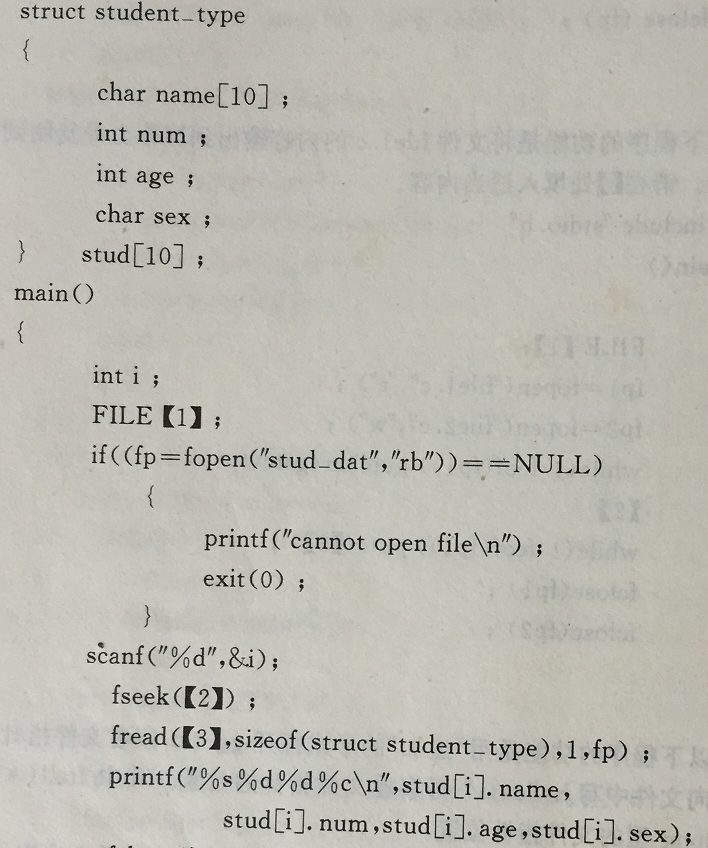 struct student_type
{
char name[10] ;
int num ;
int age ;
char sex ;
} stud[10] ;
main()
{
int i ;
FILE【1】;
if((fp=fopen("stud_dat","rb"))==NULL)
{
printf("cannot open file\n") ;
exit(0) ;
}
scanf("%d",&i);
fseek(【2】) ;
fread(【3】,sizeof(struct student_type),1,fp) ;
printf("%s%d%d%c\n",stud[i].name,
stud[i].num,stud[i].age,stud[i].sex);